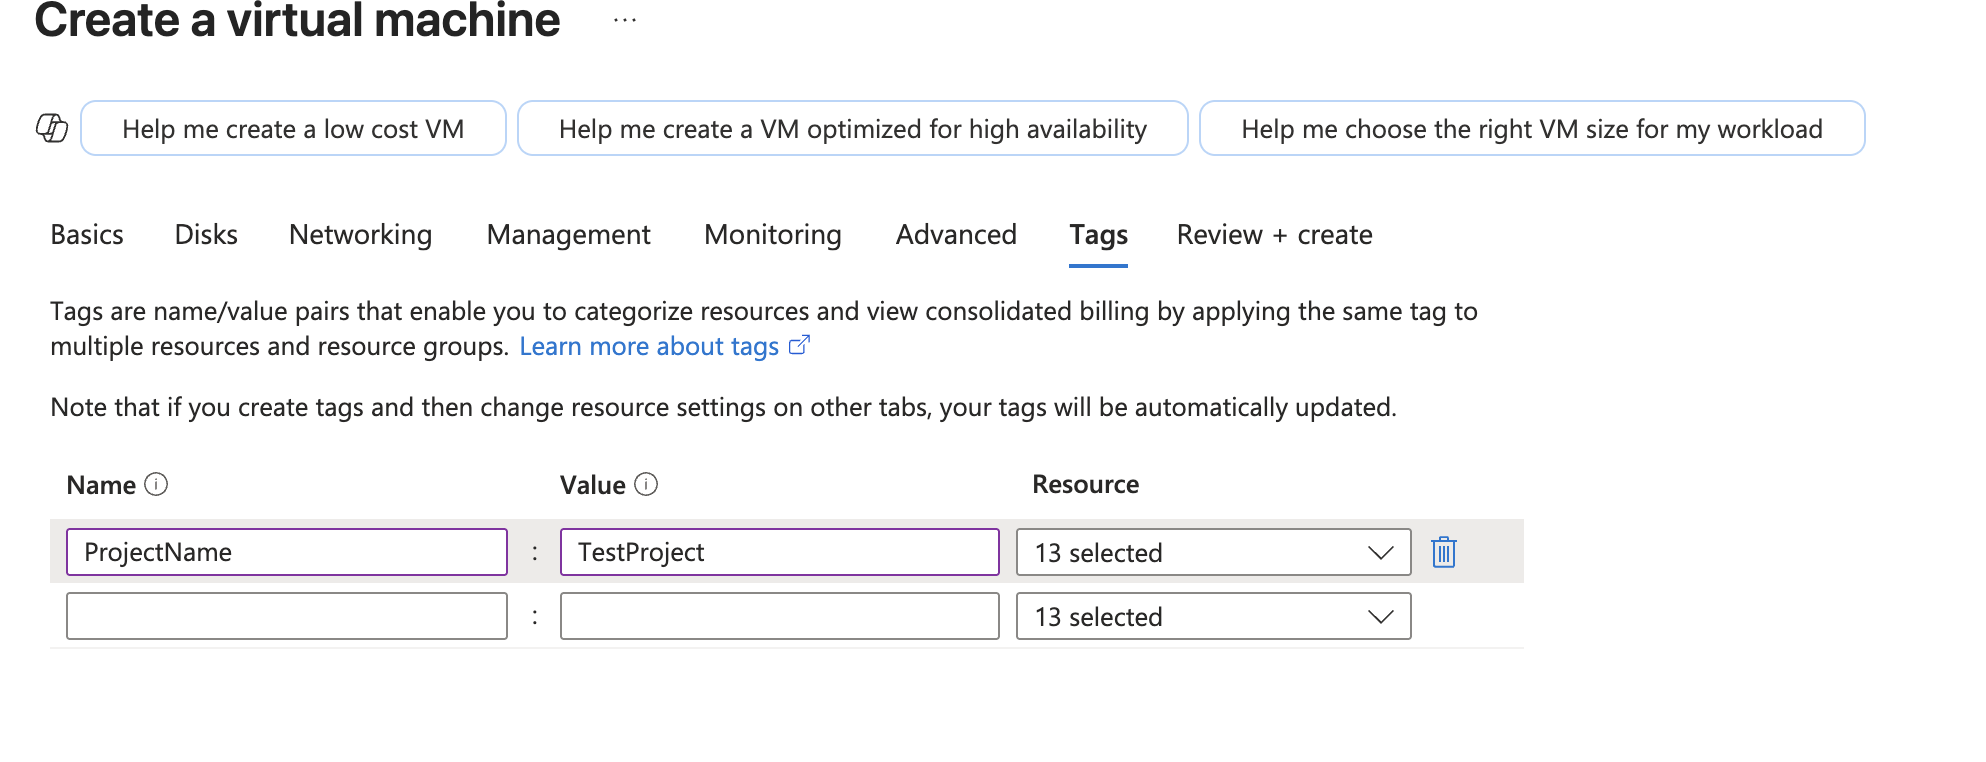 Create a virtual machine ...
Help me create a low cost VM
Help me create a VM optimized for high availability
Help me choose the right VM size for my workload
Basics Disks Networking Management Monitoring Advanced Tags Review + create
Tags are name/value pairs that enable you to categorize resources and view consolidated billing by applying the same tag to
multiple resources and resource groups. Learn more about tags
Note that if you create tags and then change resource settings on other tabs, your tags will be automatically updated.
Name Value Resource
ProjectName : TestProject 13 selected
: 13 selected